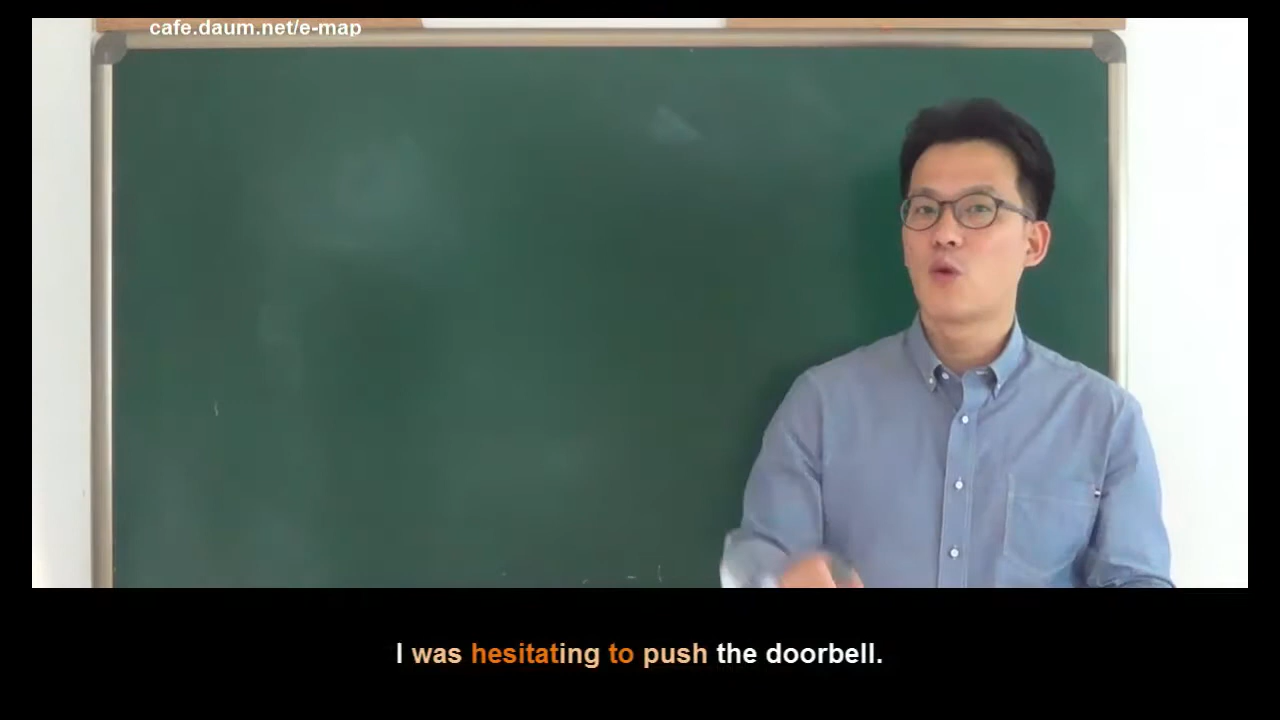 cafe.daum.net/e-map
I was hesitating to push the doorbell.